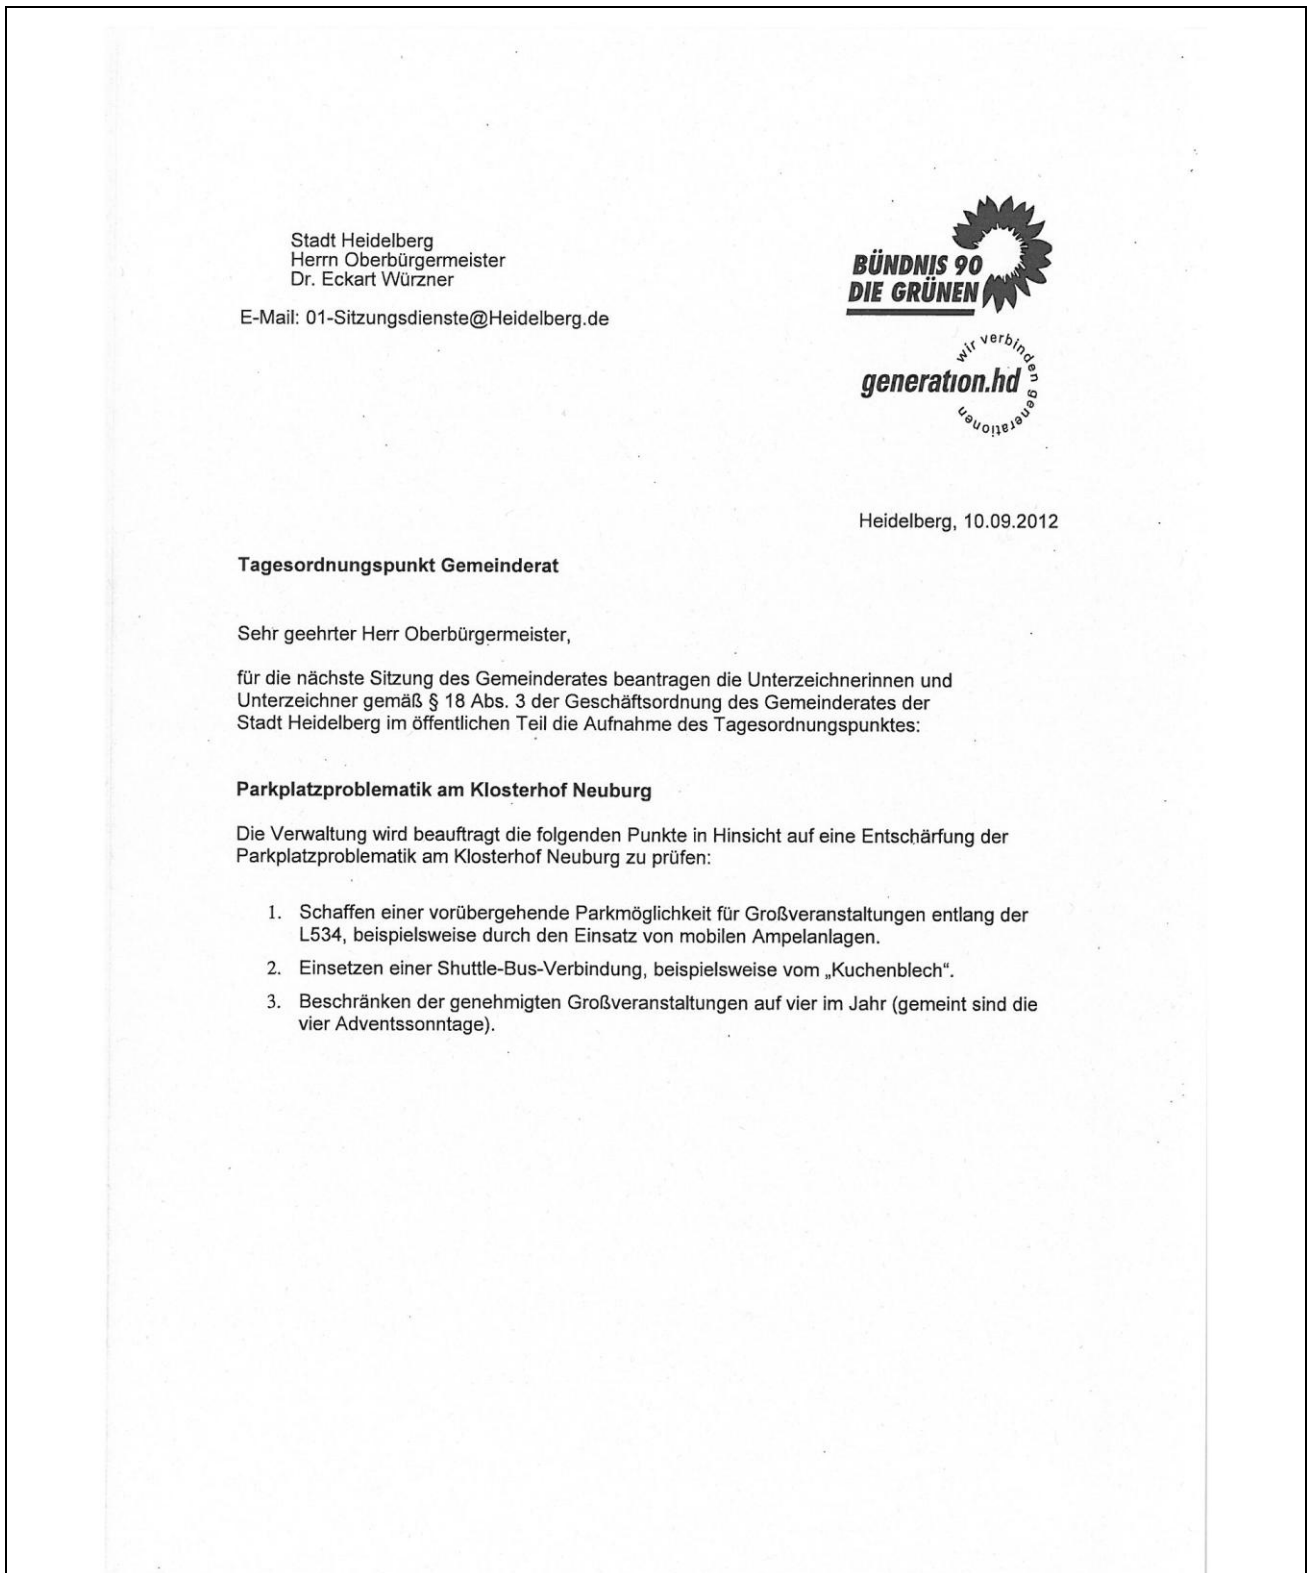 Stadt Heidelberg
Herrn Oberbürgermeister
Dr. Eckart Würzner
E-Mail: 01-Sitzungsdienste@Heidelberg.de
BÜNDNIS 90
DIE GRÜNEN
wir verbinden generationen
generation.hd
Heidelberg, 10.09.2012
Tagesordnungspunkt Gemeinderat
Sehr geehrter Herr Oberbürgermeister,
für die nächste Sitzung des Gemeinderates beantragen die Unterzeichnerinnen und
Unterzeichner gemäß § 18 Abs. 3 der Geschäftsordnung des Gemeinderates der
Stadt Heidelberg im öffentlichen Teil die Aufnahme des Tagesordnungspunktes:
Parkplatzproblematik am Klosterhof Neuburg
Die Verwaltung wird beauftragt die folgenden Punkte in Hinsicht auf eine Entschärfung der
Parkplatzproblematik am Klosterhof Neuburg zu prüfen:
1. Schaffen einer vorübergehende Parkmöglichkeit für Großveranstaltungen entlang der
L534, beispielsweise durch den Einsatz von mobilen Ampelanlagen.
2. Einsetzen einer Shuttle-Bus-Verbindung, beispielsweise vom „Kuchenblech“.
3. Beschränken der genehmigten Großveranstaltungen auf vier im Jahr (gemeint sind die
vier Adventssonntage).